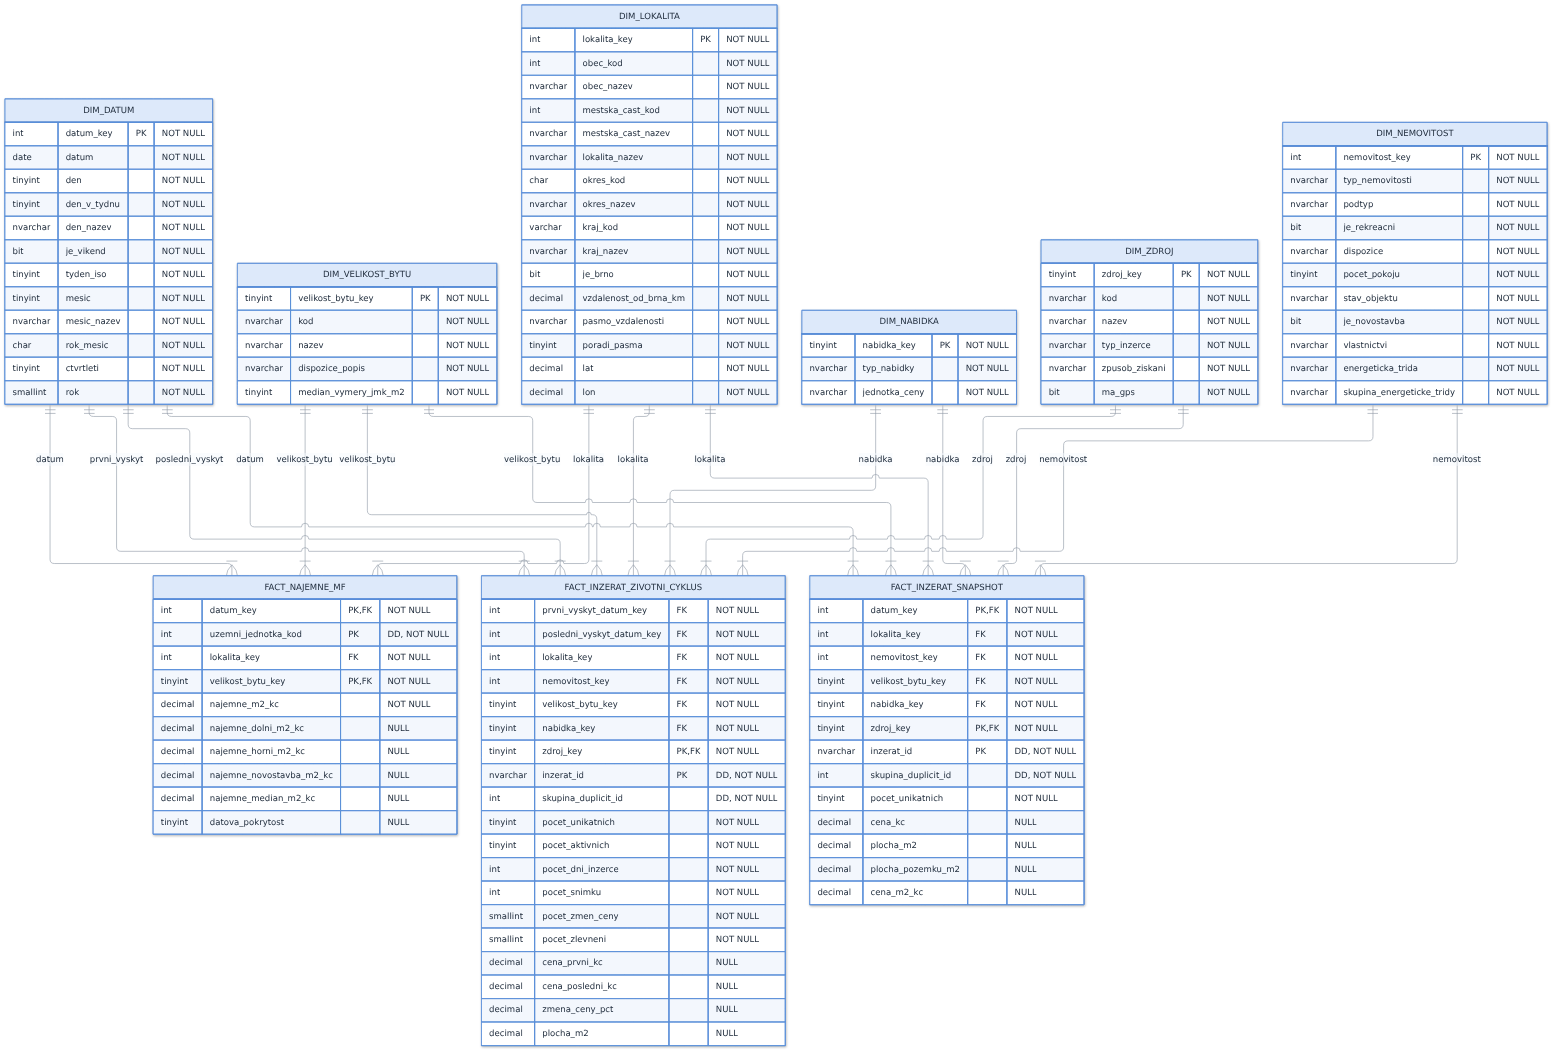 DIM_LOKALITA
int lokalita_key PK NOT NULL
int obec_kod NOT NULL
nvarchar obec_nazev NOT NULL
int mestska_cast_kod NOT NULL
nvarchar mestska_cast_nazev NOT NULL
nvarchar lokalita_nazev NOT NULL
char okres_kod NOT NULL
nvarchar okres_nazev NOT NULL
varchar kraj_kod NOT NULL
nvarchar kraj_nazev NOT NULL
bit je_brno NOT NULL
decimal vzdalenost_od_brna_km NOT NULL
nvarchar pasmo_vzdalenosti NOT NULL
tinyint poradi_pasma NOT NULL
decimal lat NOT NULL
decimal lon NOT NULL
DIM_DATUM
int datum_key PK NOT NULL
date datum NOT NULL
tinyint den NOT NULL
tinyint den_v_tydnu NOT NULL
nvarchar den_nazev NOT NULL
bit je_vikend NOT NULL
tinyint tyden_iso NOT NULL
tinyint mesic NOT NULL
nvarchar mesic_nazev NOT NULL
char rok_mesic NOT NULL
tinyint ctvrtleti NOT NULL
smallint rok NOT NULL
DIM_VELIKOST_BYTU
tinyint velikost_bytu_key PK NOT NULL
nvarchar kod NOT NULL
nvarchar nazev NOT NULL
nvarchar dispozice_popis NOT NULL
tinyint median_vymery_jmk_m2 NOT NULL
DIM_NABIDKA
tinyint nabidka_key PK NOT NULL
nvarchar typ_nabidky NOT NULL
nvarchar jednotka_ceny NOT NULL
DIM_ZDROJ
tinyint zdroj_key PK NOT NULL
nvarchar kod NOT NULL
nvarchar nazev NOT NULL
nvarchar typ_inzerce NOT NULL
nvarchar zpusob_ziskani NOT NULL
bit ma_gps NOT NULL
DIM_NEMOVITOST
int nemovitost_key PK NOT NULL
nvarchar typ_nemovitosti NOT NULL
nvarchar podtyp NOT NULL
bit je_rekreacni NOT NULL
nvarchar dispozice NOT NULL
tinyint pocet_pokoju NOT NULL
nvarchar stav_objektu NOT NULL
bit je_novostavba NOT NULL
nvarchar vlastnictvi NOT NULL
nvarchar energeticka_trida NOT NULL
nvarchar skupina_energeticke_tridy NOT NULL
datum prvni_vyskyt posledni_vyskyt datum velikost_bytu velikost_bytu velikost_bytu lokalita lokalita lokalita nabidka nabidka zdroj zdroj nemovitost nemovitost
FACT_NAJEMNE_MF
int datum_key PK,FK NOT NULL
int uzemni_jednotka_kod PK DD, NOT NULL
int lokalita_key FK NOT NULL
tinyint velikost_bytu_key PK,FK NOT NULL
decimal najemne_m2_kc NOT NULL
decimal najemne_dolni_m2_kc NULL
decimal najemne_horni_m2_kc NULL
decimal najemne_novostavba_m2_kc NULL
decimal najemne_median_m2_kc NULL
tinyint datova_pokrytost NULL
FACT_INZERAT_ZIVOTNI_CYKLUS
int prvni_vyskyt_datum_key FK NOT NULL
int posledni_vyskyt_datum_key FK NOT NULL
int lokalita_key FK NOT NULL
int nemovitost_key FK NOT NULL
tinyint velikost_bytu_key FK NOT NULL
tinyint nabidka_key FK NOT NULL
tinyint zdroj_key PK,FK NOT NULL
nvarchar inzerat_id PK DD, NOT NULL
int skupina_duplicit_id DD, NOT NULL
tinyint pocet_unikatnich NOT NULL
tinyint pocet_aktivnich NOT NULL
int pocet_dni_inzerce NOT NULL
int pocet_snimku NOT NULL
smallint pocet_zmen_ceny NOT NULL
smallint pocet_zlevneni NOT NULL
decimal cena_prvni_kc NULL
decimal cena_posledni_kc NULL
decimal zmena_ceny_pct NULL
decimal plocha_m2 NULL
FACT_INZERAT_SNAPSHOT
int datum_key PK,FK NOT NULL
int lokalita_key FK NOT NULL
int nemovitost_key FK NOT NULL
tinyint velikost_bytu_key FK NOT NULL
tinyint nabidka_key FK NOT NULL
tinyint zdroj_key PK,FK NOT NULL
nvarchar inzerat_id PK DD, NOT NULL
int skupina_duplicit_id DD, NOT NULL
tinyint pocet_unikatnich NOT NULL
decimal cena_kc NULL
decimal plocha_m2 NULL
decimal plocha_pozemku_m2 NULL
decimal cena_m2_kc NULL